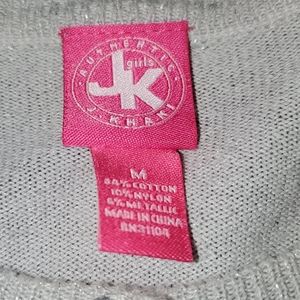 AUTHENTIC
girls
JK
J. KHAKI
M
84% COTTON
10% NYLON
6% METALLIC
MADE IN CHINA
RN31104